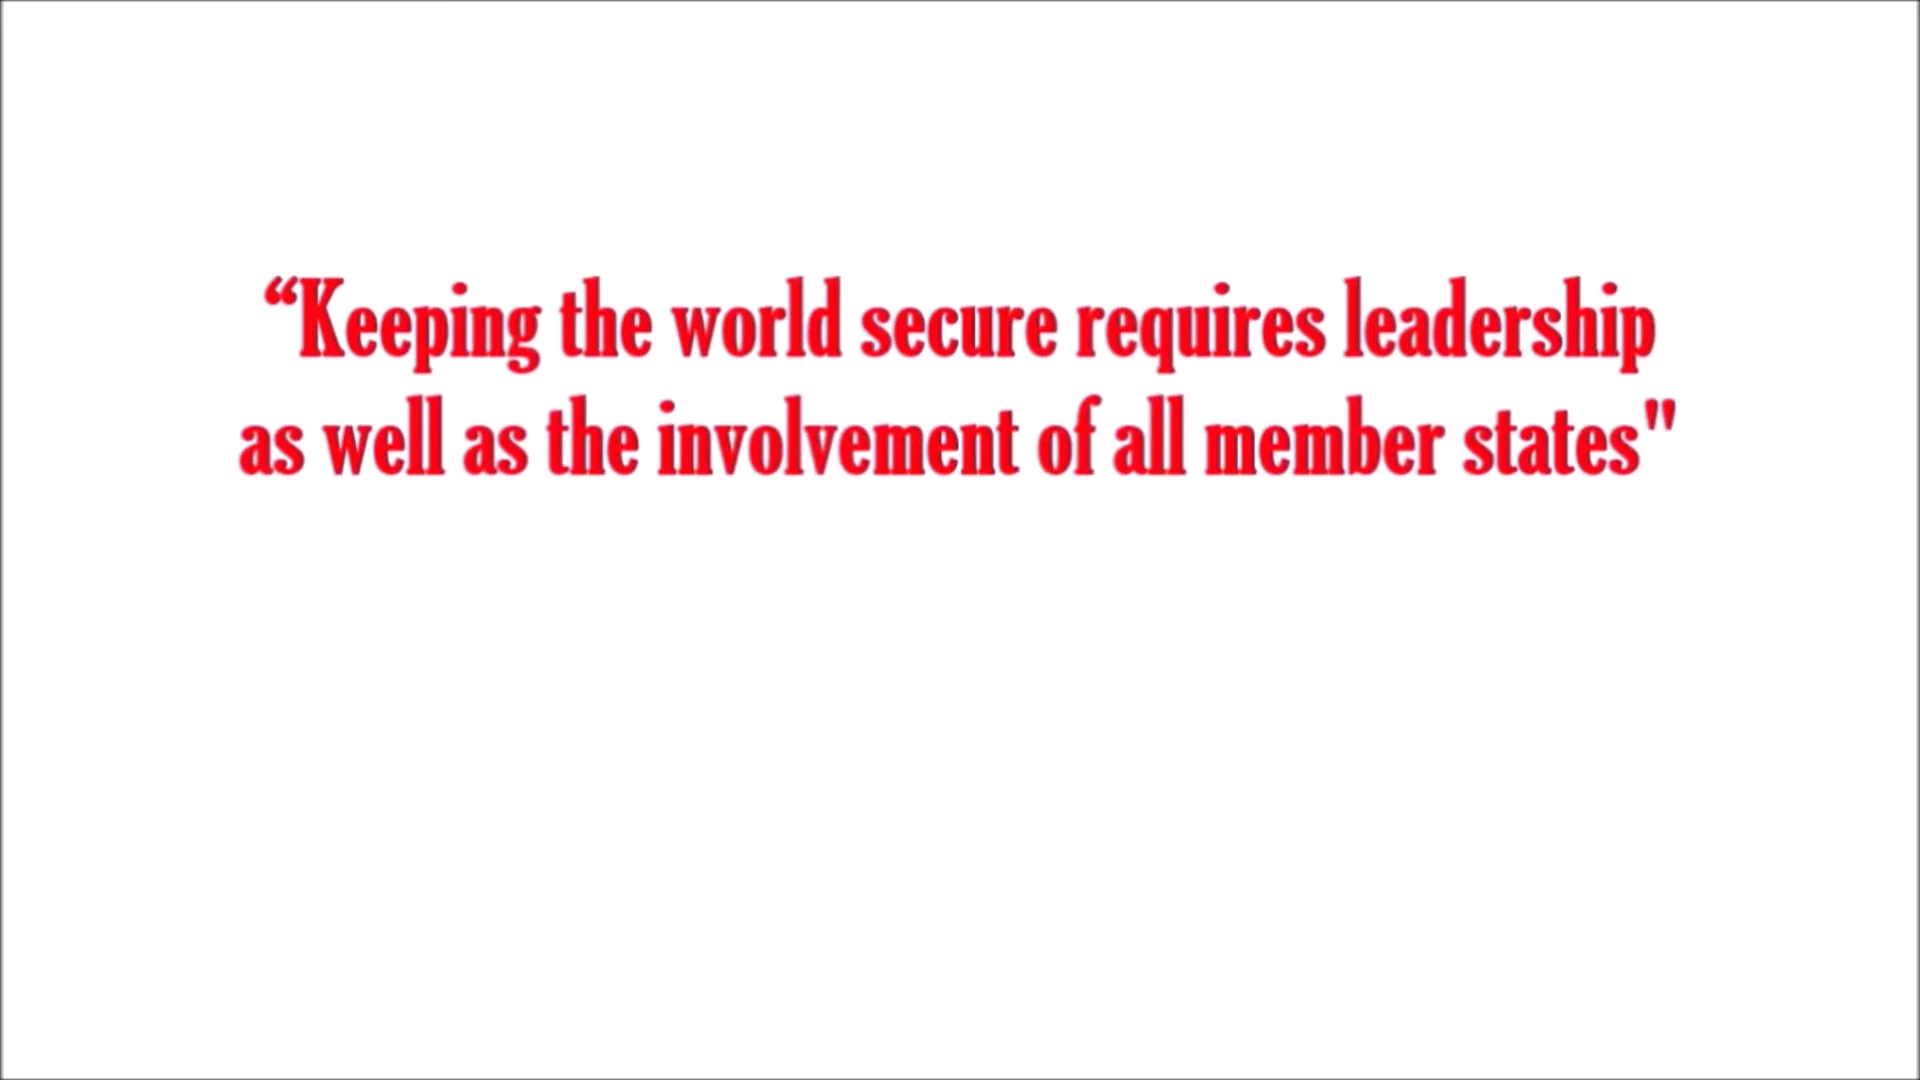 “Keeping the world secure requires leadership
as well as the involvement of all member states"